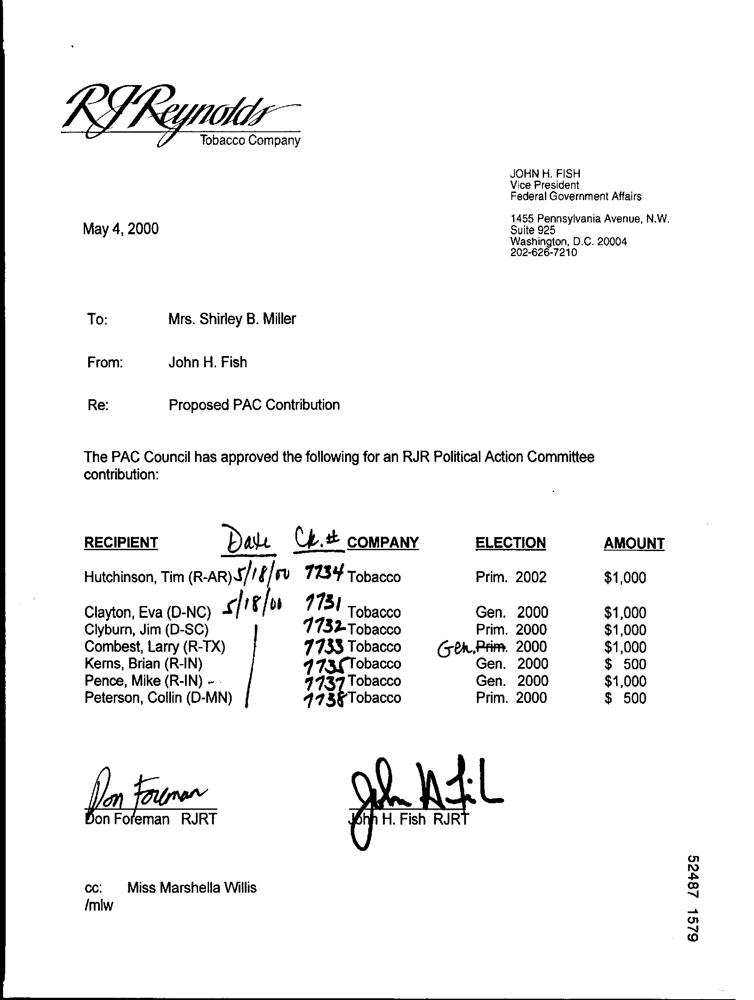 RJReynolds
Tobacco Company
JOHN H. FISH
Vice President
Federal Government Affairs
1455 Pennsylvania Avenue, N.W.
Suite 925
Washington, D.C. 20004
202-626-7210
May 4, 2000
To: Mrs. Shirley B. Miller
From: John H. Fish
Re: Proposed PAC Contribution
The PAC Council has approved the following for an RJR Political Action Committee
contribution:
RECIPIENT Date Ck.# COMPANY ELECTION AMOUNT
Hutchinson, Tim (R-AR) 5/18/00 7734 Tobacco Prim. 2002 $1,000
Clayton, Eva (D-NC) 5/18/00 7731 Tobacco Gen. 2000 $1,000
Clyburn, Jim (D-SC) 7732 Tobacco Prim. 2000 $1,000
Combest, Larry (R-TX) 7733 Tobacco Gen. Prim. 2000 $1,000
Kerns, Brian (R-IN) 7735 Tobacco Gen. 2000 $ 500
Pence, Mike (R-IN) 7737 Tobacco Gen. 2000 $1,000
Peterson, Collin (D-MN) 7738 Tobacco Prim. 2000 $ 500
Don Foreman John H. Fish
Don Foreman RJRT John H. Fish RJRT
cc: Miss Marshella Willis
/mlw
52487 1579